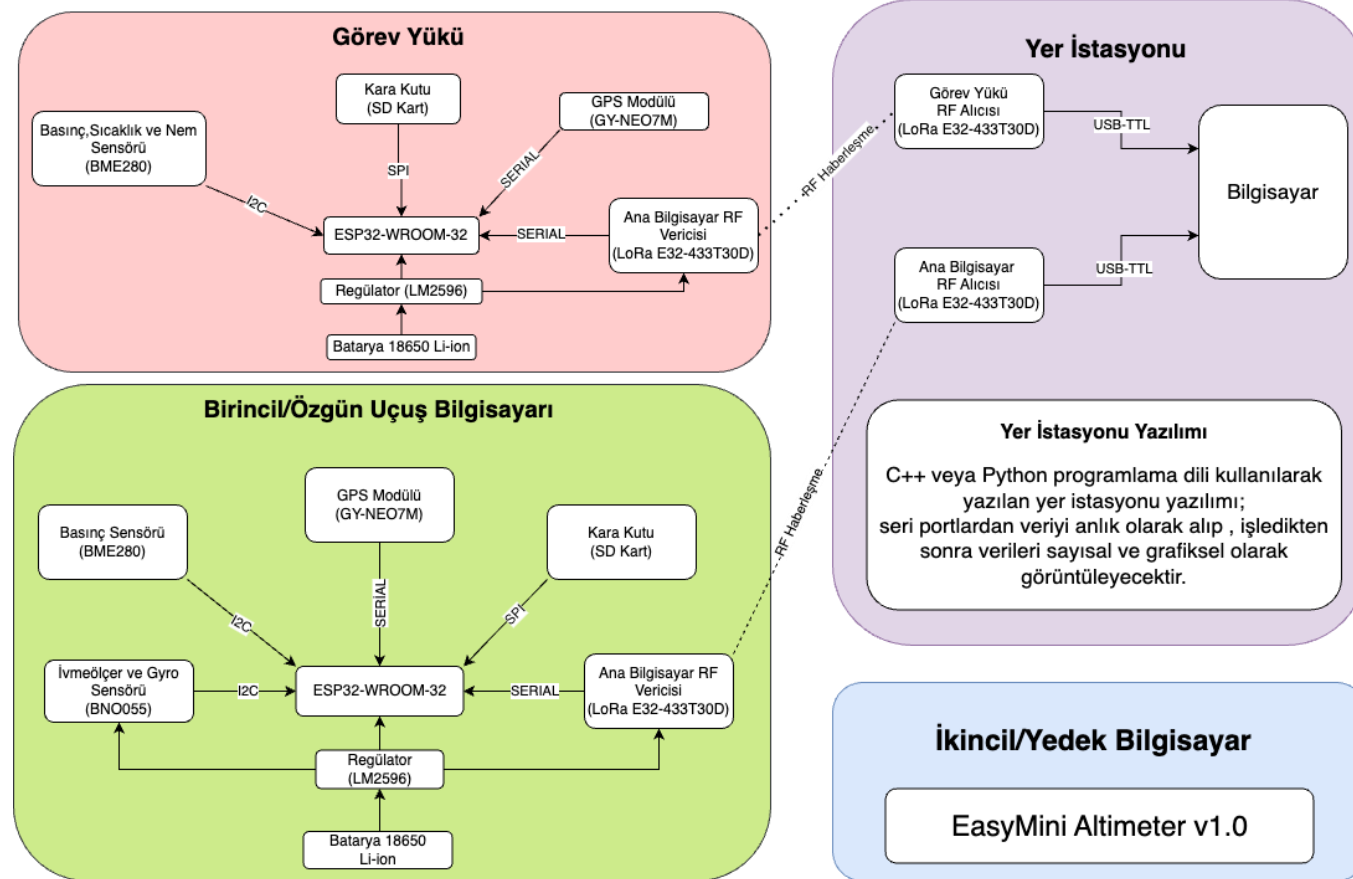 Görev Yükü
Kara Kutu
(SD Kart)
GPS Modülü
(GY-NEO7M)
Basınç,Sıcaklık ve Nem
Sensörü
(BME280)
I2C
SPI
SERIAL
ESP32-WROOM-32
SERIAL
Ana Bilgisayar RF
Vericisi
(LoRa E32-433T30D)
Regülator (LM2596)
Batarya 18650 Li-ion
RF Haberleşme
Yer İstasyonu
Görev Yükü
RF Alıcısı
(LoRa E32-433T30D)
USB-TTL
Bilgisayar
Ana Bilgisayar
RF Alıcısı
(LoRa E32-433T30D)
USB-TTL
Yer İstasyonu Yazılımı
C++ veya Python programlama dili kullanılarak
yazılan yer istasyonu yazılımı;
seri portlardan veriyi anlık olarak alıp , işledikten
sonra verileri sayısal ve grafiksel olarak
görüntüleyecektir.
Birincil/Özgün Uçuş Bilgisayarı
GPS Modülü
(GY-NEO7M)
Basınç Sensörü
(BME280)
Kara Kutu
(SD Kart)
I2C
SERİAL
SPI
İvmeölçer ve Gyro
Sensörü
(BNO055)
I2C
ESP32-WROOM-32
SERIAL
Ana Bilgisayar RF
Vericisi
(LoRa E32-433T30D)
Regülator
(LM2596)
Batarya 18650
Li-ion
RF Haberleşme
İkincil/Yedek Bilgisayar
EasyMini Altimeter v1.0